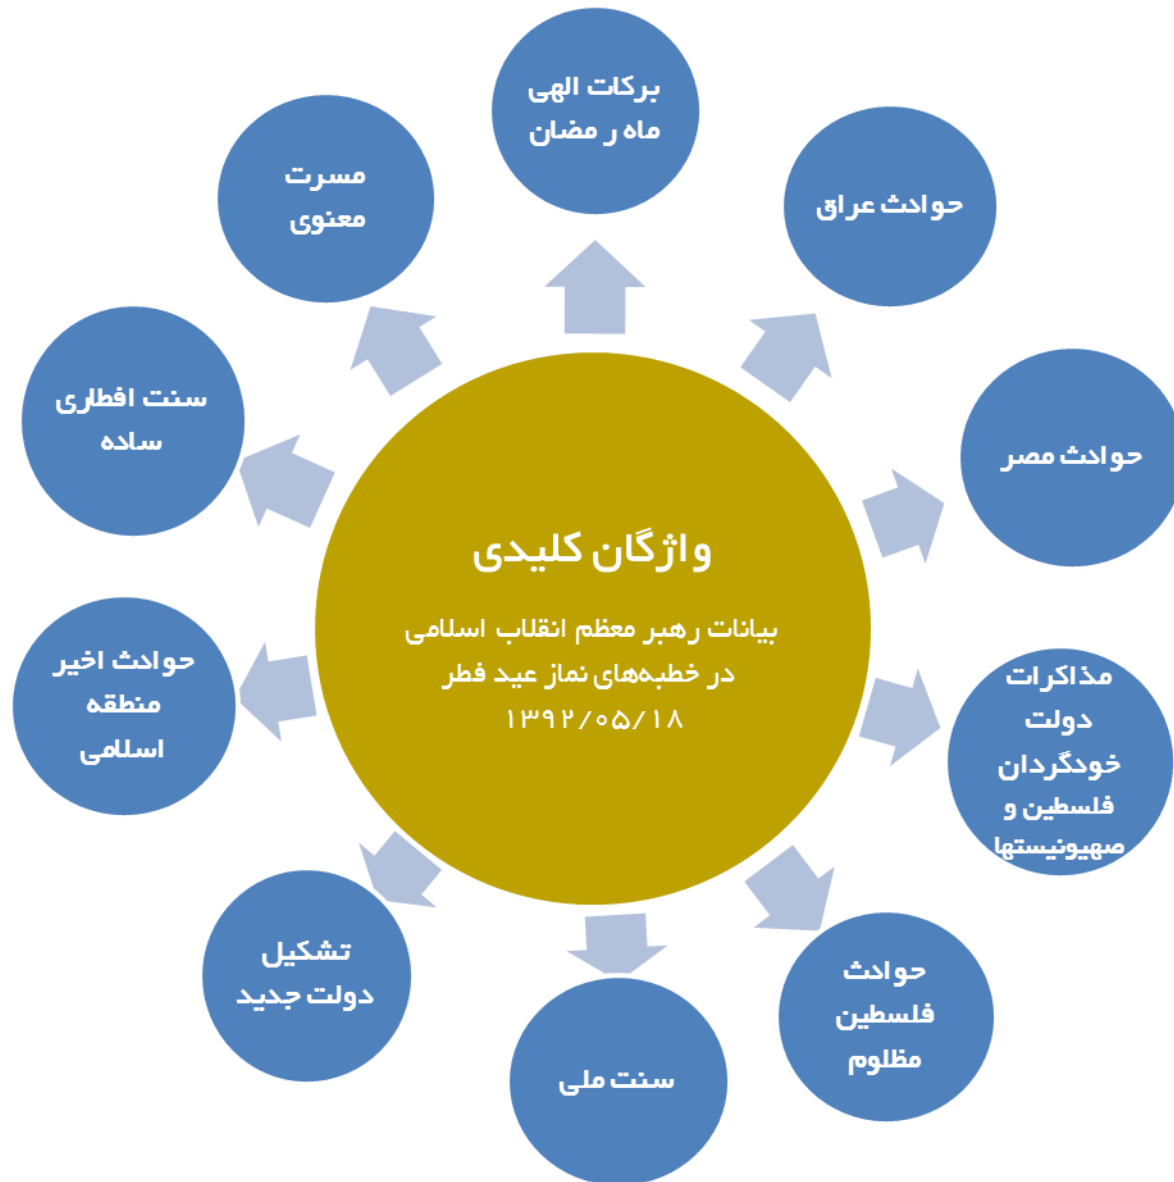 برکات الهی
ماه رمضان
حوادث عراق
حوادث مصر
مذاکرات
دولت
خودگردان
فلسطین و
صهیونیستها
حوادث
فلسطین
مظلوم
سنت ملی
تشکیل
دولت جدید
حوادث اخیر
منطقه
اسلامی
سنت افطاری
ساده
مسرت
معنوی
واژگان کلیدی
بیانات رهبر معظم انقلاب اسلامی
در خطبه‌های نماز عید فطر
۱۳۹۲/۰۵/۱۸